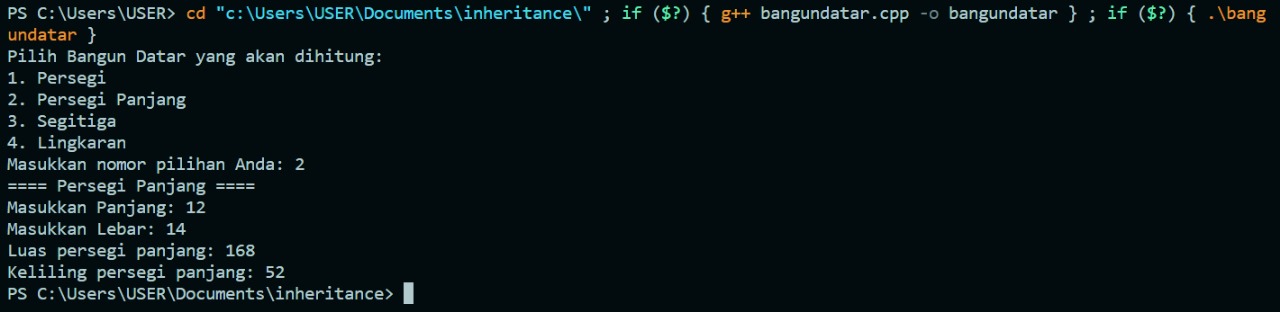 PS C:\Users\USER> cd "c:\Users\USER\Documents\inheritance\" ; if ($?) { g++ bangundatar.cpp -o bangundatar } ; if ($?) { .\bang
undatar }
Pilih Bangun Datar yang akan dihitung:
1. Persegi
2. Persegi Panjang
3. Segitiga
4. Lingkaran
Masukkan nomor pilihan Anda: 2
==== Persegi Panjang ====
Masukkan Panjang: 12
Masukkan Lebar: 14
Luas persegi panjang: 168
Keliling persegi panjang: 52
PS C:\Users\USER\Documents\inheritance>